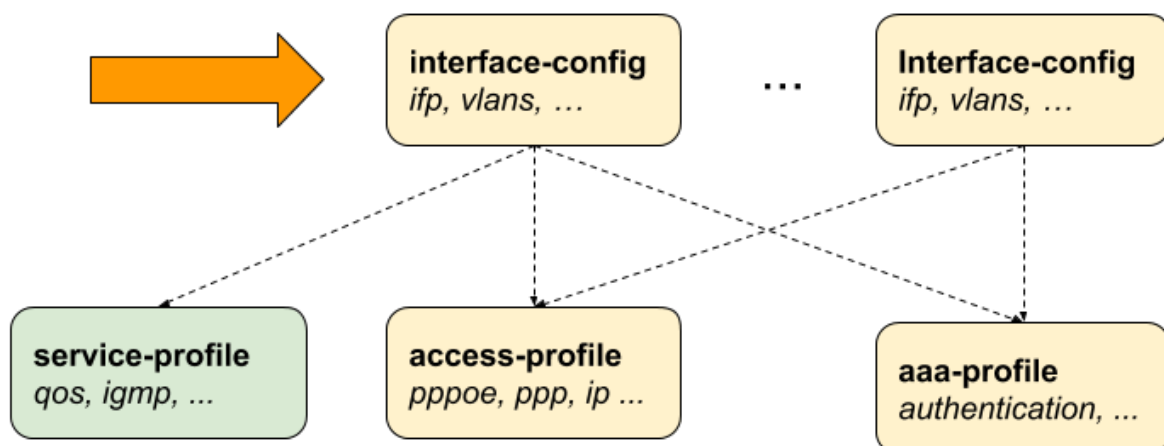 interface-config
ifp, vlans, …
...
Interface-config
ifp, vlans, …
service-profile
qos, igmp, ...
access-profile
pppoe, ppp, ip ...
aaa-profile
authentication, ...